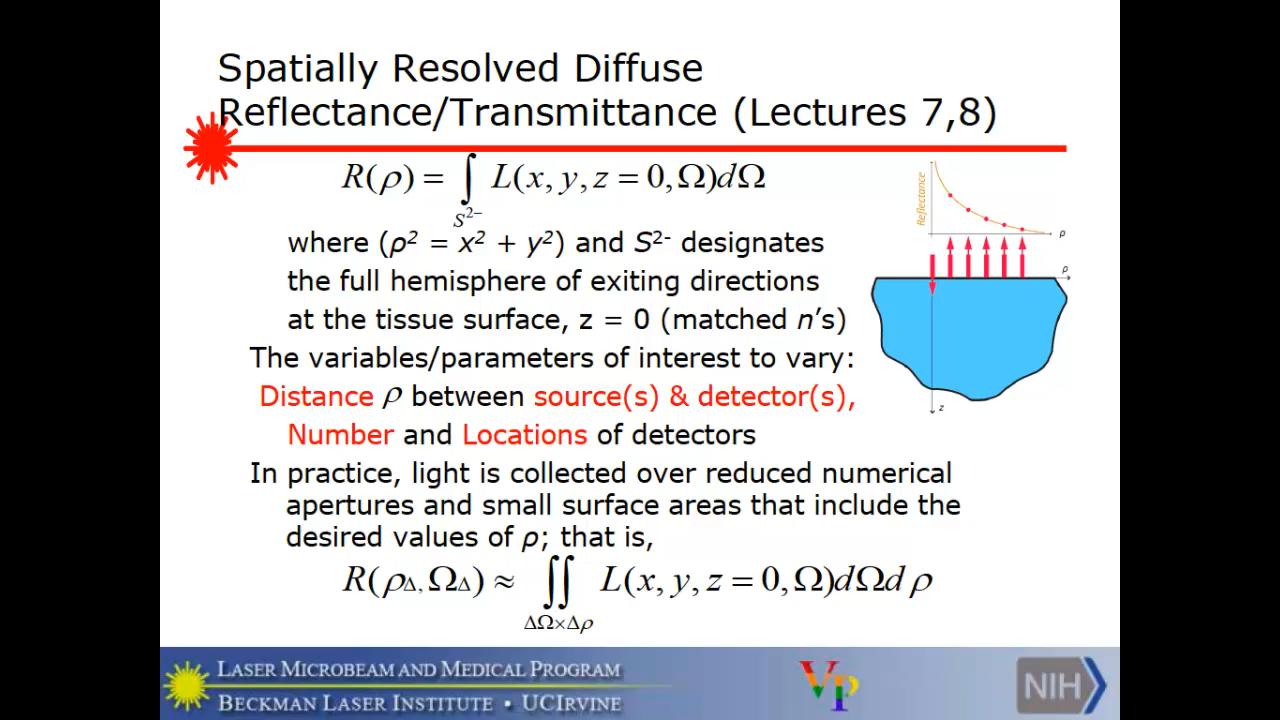 Spatially Resolved Diffuse
Reflectance/Transmittance (Lectures 7,8)
R(ρ) = ∫ L(x, y, z = 0, Ω)dΩ
S²⁻
where (ρ² = x² + y²) and S²⁻ designates
the full hemisphere of exiting directions
at the tissue surface, z = 0 (matched n's)
The variables/parameters of interest to vary:
Distance ρ between source(s) & detector(s),
Number and Locations of detectors
In practice, light is collected over reduced numerical
apertures and small surface areas that include the
desired values of ρ; that is,
R(ρΔ, ΩΔ) ≈ ∬ L(x, y, z = 0, Ω)dΩd ρ
ΔΩ×Δρ
Reflectance
ρ
ρ
z
LASER MICROBEAM AND MEDICAL PROGRAM
BECKMAN LASER INSTITUTE • UCIRVINE
VP
NIH